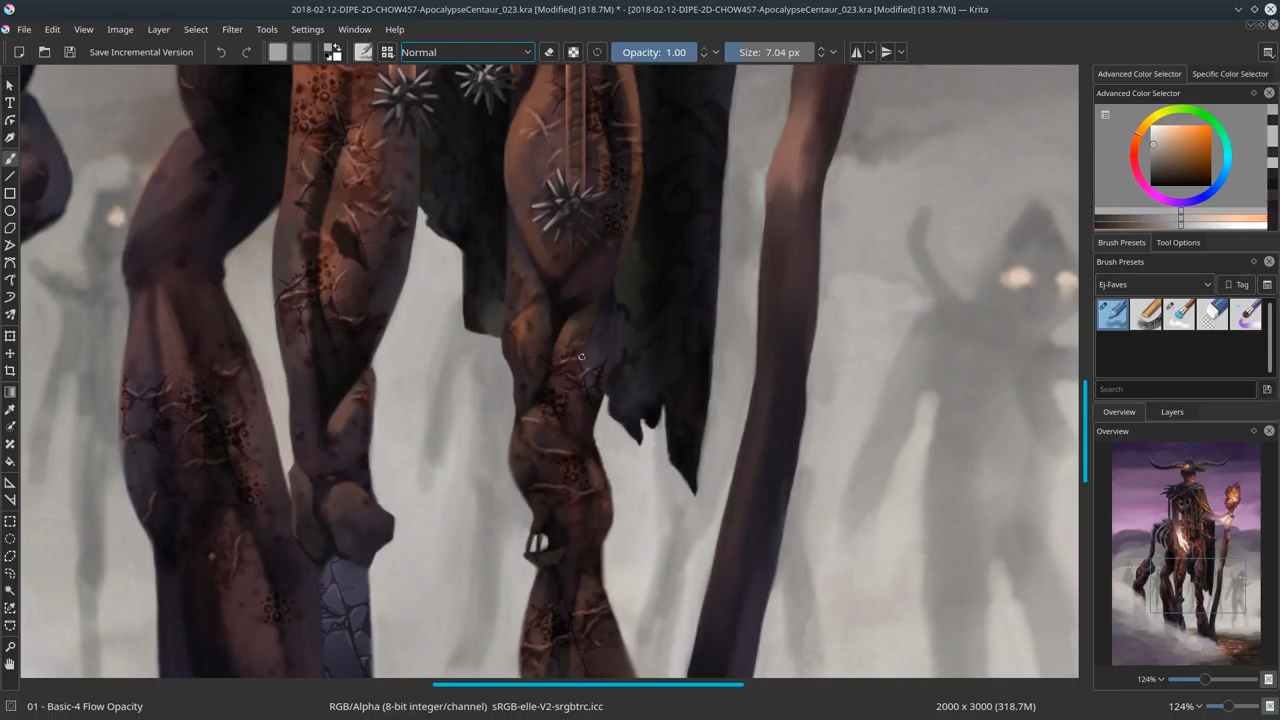 2018-02-12-DIPE-2D-CHOW457-ApocalypseCentaur_023.kra [Modified] (318.7M) * - [2018-02-12-DIPE-2D-CHOW457-ApocalypseCentaur_023.kra [Modified] (318.7M)] — Krita
File Edit View Image Layer Select Filter Tools Settings Window Help
Save Incremental Version Normal Opacity: 1.00 Size: 7.04 px
Advanced Color Selector Specific Color Selector
Advanced Color Selector
Brush Presets Tool Options
Brush Presets
Ej-Faves Tag
Search
Overview Layers
Overview
124%
01 - Basic-4 Flow Opacity RGB/Alpha (8-bit integer/channel) sRGB-elle-V2-srgbtrc.icc 2000 x 3000 (318.7M) 124%